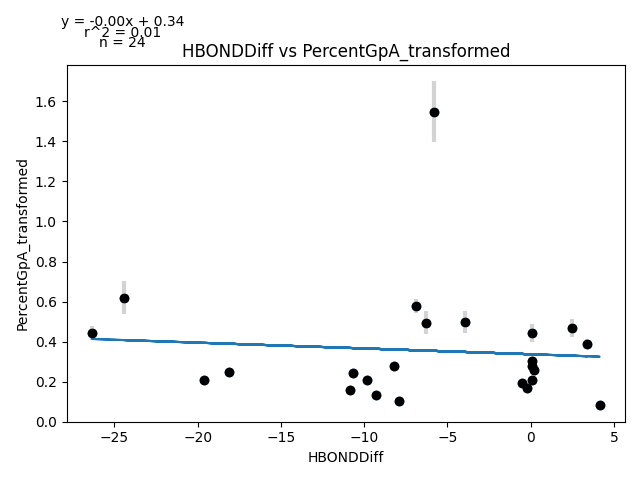 y = -0.00x + 0.34
r^2 = 0.01
n = 24
HBONDDiff vs PercentGpA_transformed
1.6
1.4
1.2
1.0
0.8
0.6
0.4
0.2
0.0
PercentGpA_transformed
−25
−20
−15
−10
−5
0
5
HBONDDiff